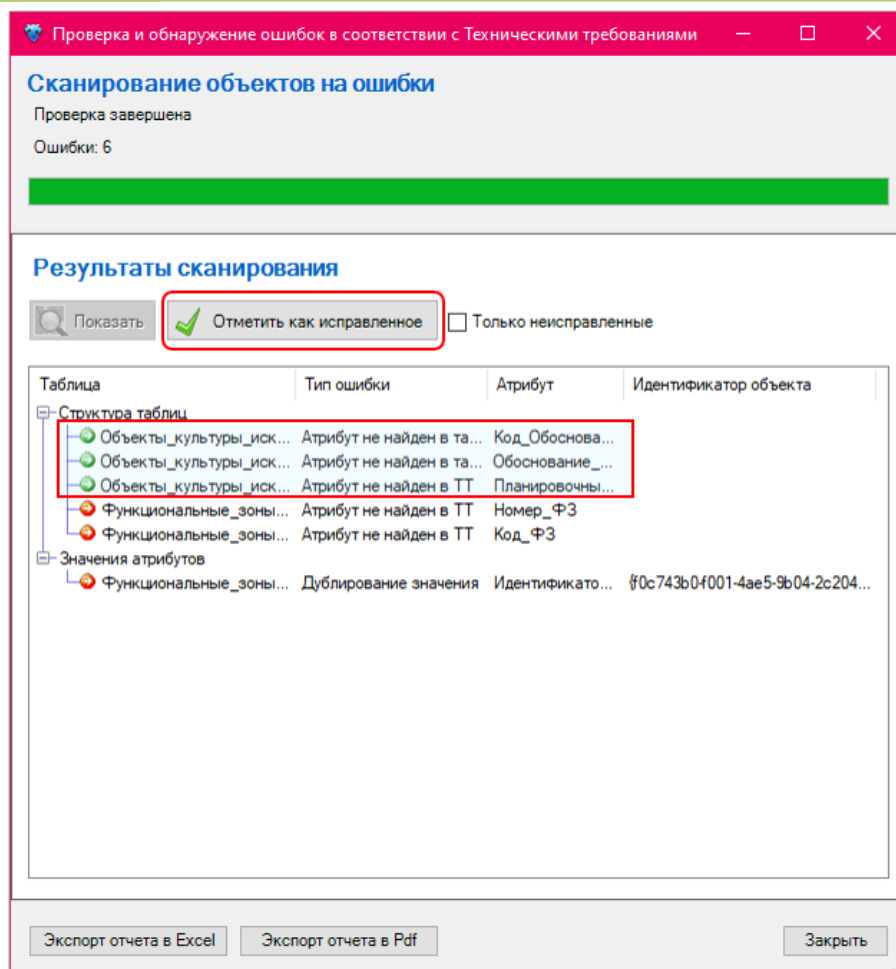 Проверка и обнаружение ошибок в соответствии с Техническими требованиями
Сканирование объектов на ошибки
Проверка завершена
Ошибки: 6
Результаты сканирования
Показать Отметить как исправленное Только неисправленные
Таблица Тип ошибки Атрибут Идентификатор объекта
Структура таблиц
Объекты_культуры_иск... Атрибут не найден в та... Код_Обоснова...
Объекты_культуры_иск... Атрибут не найден в та... Обоснование_...
Объекты_культуры_иск... Атрибут не найден в ТТ Планировочны...
Функциональные_зоны... Атрибут не найден в ТТ Номер_ФЗ
Функциональные_зоны... Атрибут не найден в ТТ Код_ФЗ
Значения атрибутов
Функциональные_зоны... Дублирование значения Идентификато... {f0c743b0-f001-4ae5-9b04-2c204...
Экспорт отчета в Excel Экспорт отчета в Pdf Закрыть